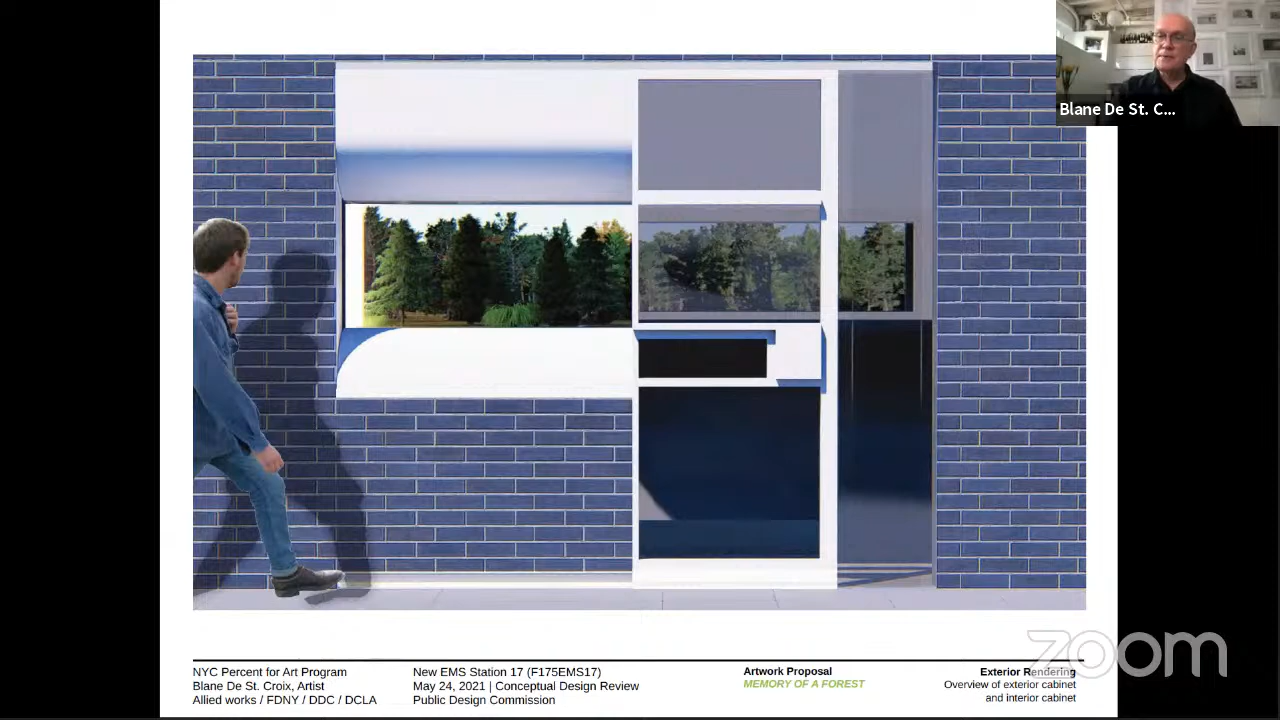 Blane De St. C...
NYC Percent for Art Program
Blane De St. Croix, Artist
Allied works / FDNY / DDC / DCLA
New EMS Station 17 (F175EMS17)
May 24, 2021 | Conceptual Design Review
Public Design Commission
Artwork Proposal
MEMORY OF A FOREST
Exterior Rendering
Overview of exterior cabinet
and interior cabinet
zoom